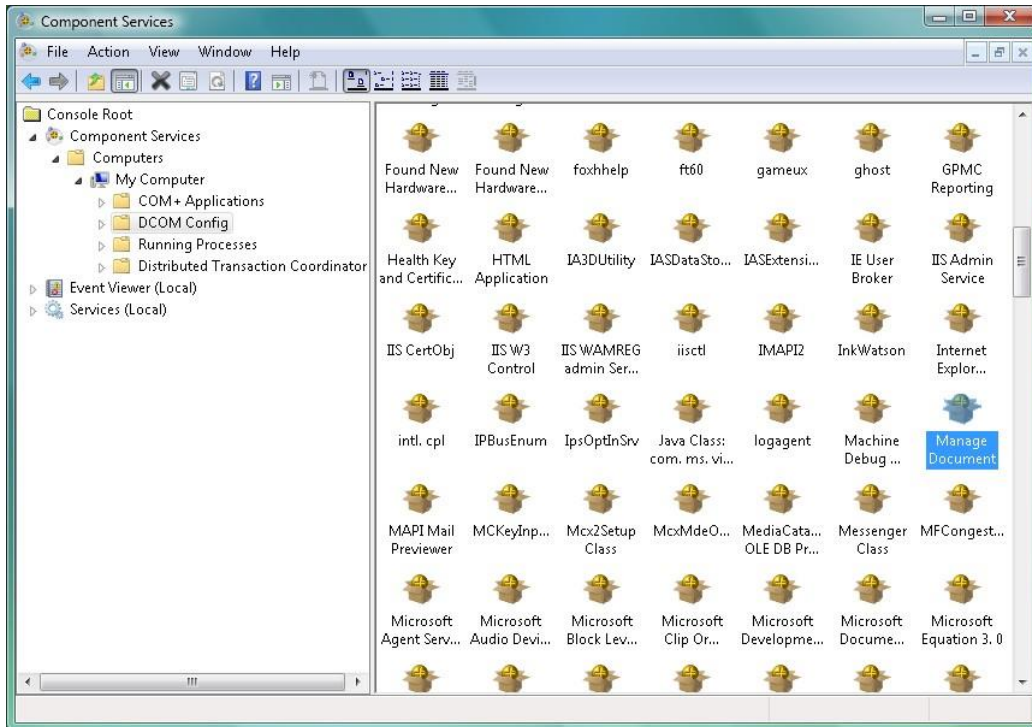 Component Services
File Action View Window Help
Console Root
Component Services
Computers
My Computer
COM+ Applications
DCOM Config
Running Processes
Distributed Transaction Coordinator
Event Viewer (Local)
Services (Local)
Found New Hardware...
Found New Hardware...
foxhhelp
ft60
gameux
ghost
GPMC Reporting
Health Key and Certific...
HTML Application
IA3DUtility
IASDataSto...
IASExtensi...
IE User Broker
IIS Admin Service
IIS CertObj
IIS W3 Control
IIS WAMREG admin Ser...
iisctl
IMAPI2
InkWatson
Internet Explor...
intl. cpl
IPBusEnum
IpsOptInSrv
Java Class: com. ms. vi...
logagent
Machine Debug ...
Manage Document
MAPI Mail Previewer
MCKeyInp...
Mcx2Setup Class
McxMdeO...
MediaCata... OLE DB Pr...
Messenger Class
MFCongest...
Microsoft Agent Serv...
Microsoft Audio Devi...
Microsoft Block Lev...
Microsoft Clip Or...
Microsoft Developme...
Microsoft Docume...
Microsoft Equation 3. 0